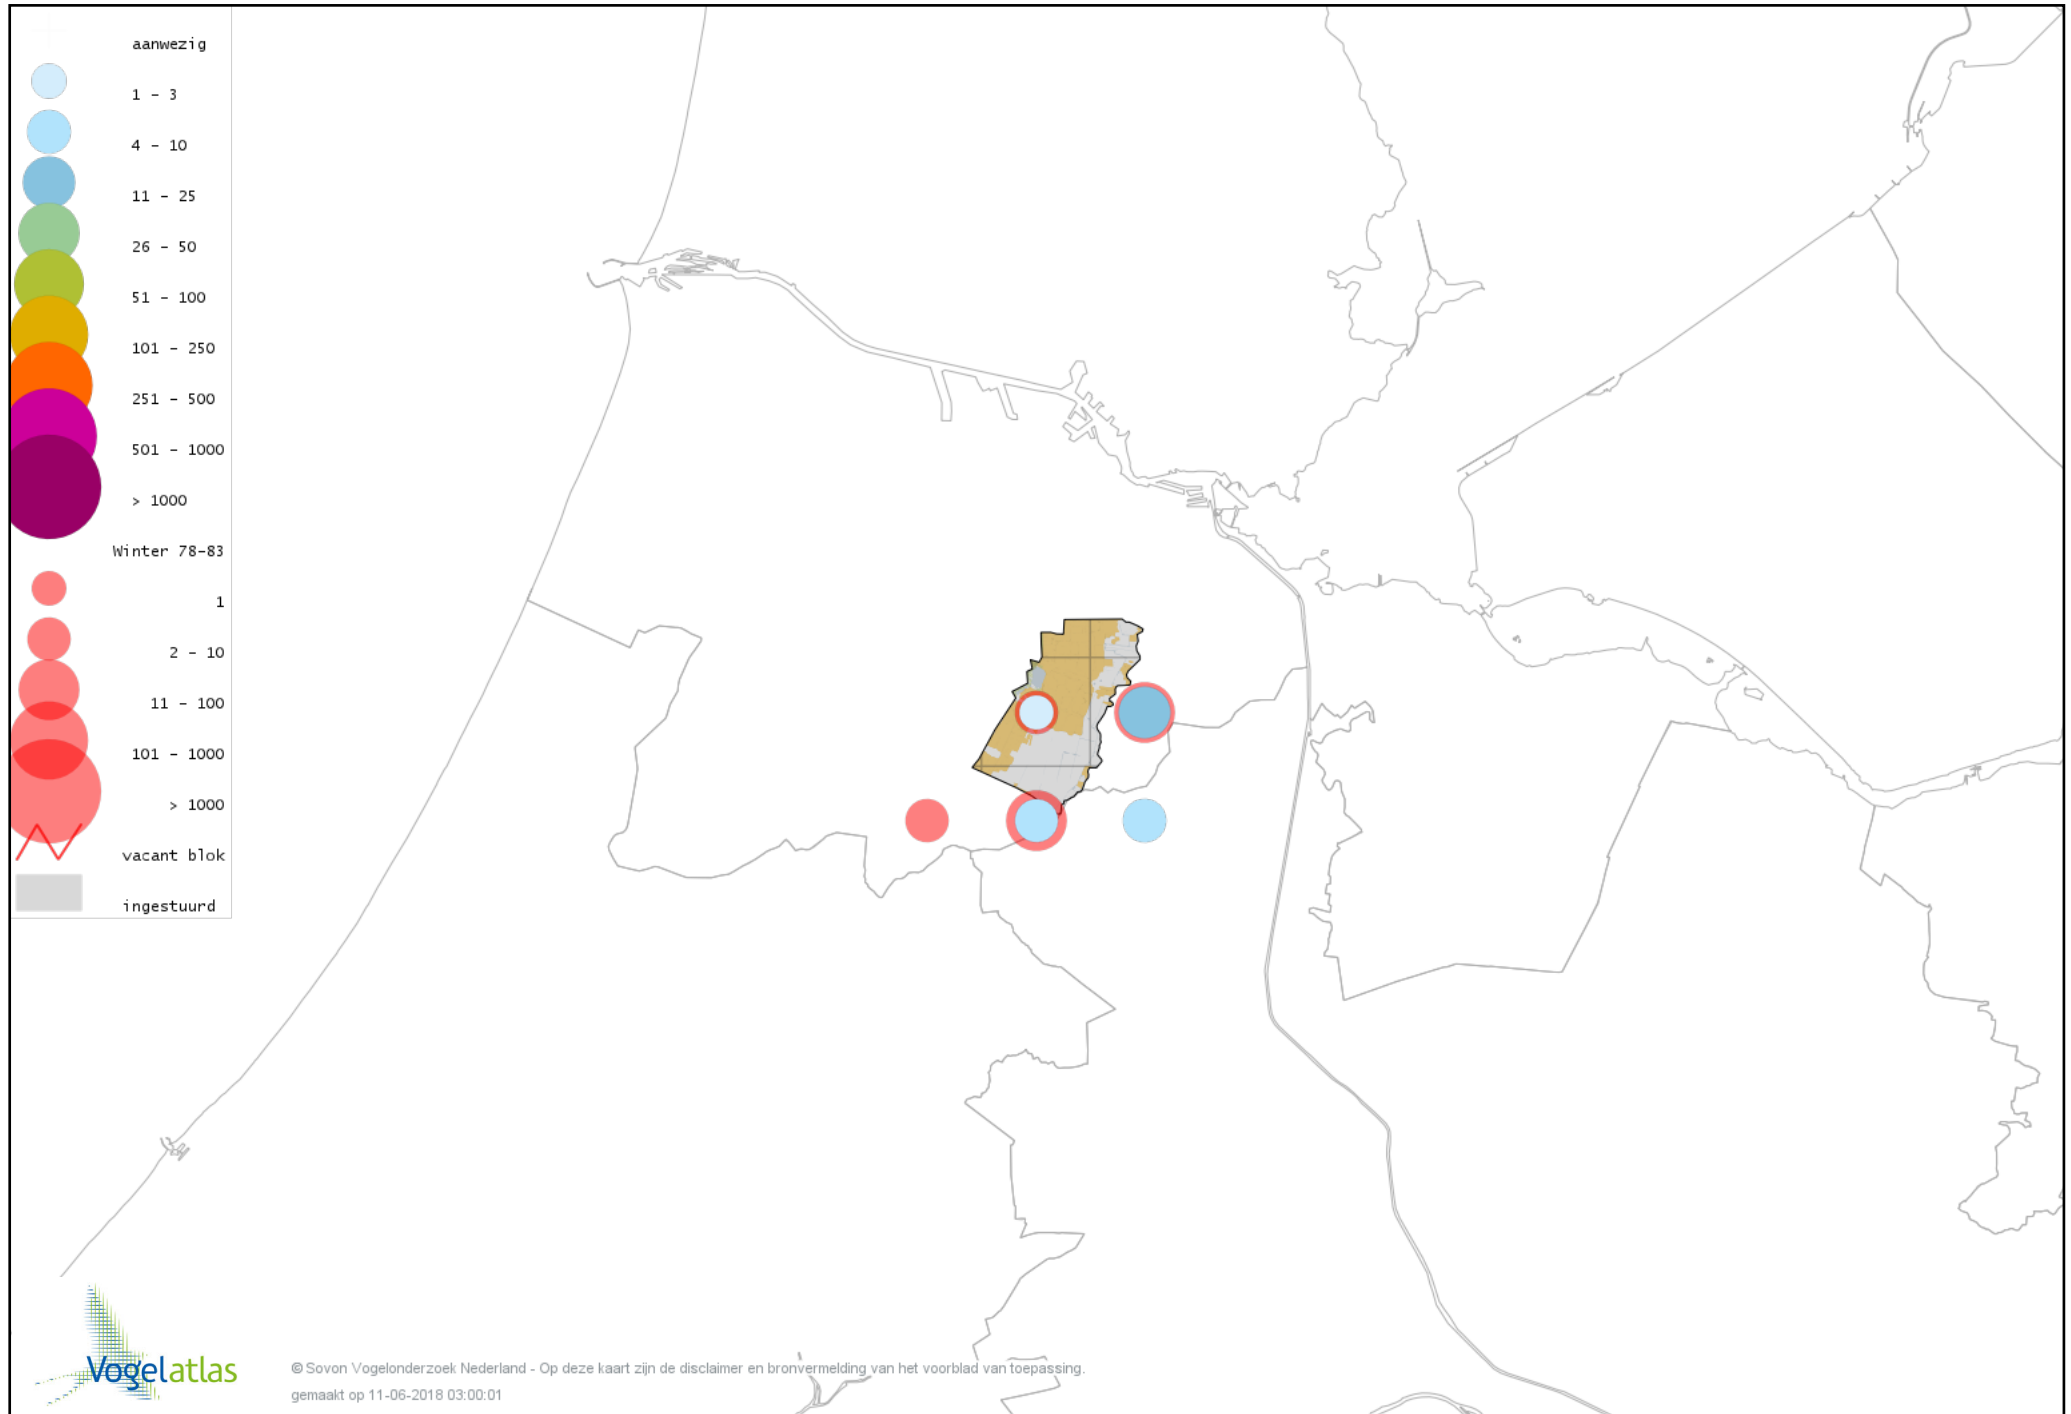 aanwezig
1 - 3
4 - 10
11 - 25
26 - 50
51 - 100
101 - 250
251 - 500
501 - 1000
> 1000
Winter 78-83
1
2 - 10
11 - 100
101 - 1000
> 1000
vacant blok
ingestuurd
Vogelatlas
© Sovon Vogelonderzoek Nederland - Op deze kaart zijn de disclaimer en bronvermelding van het voorblad van toepassing.
gemaakt op 11-06-2018 03:00:01